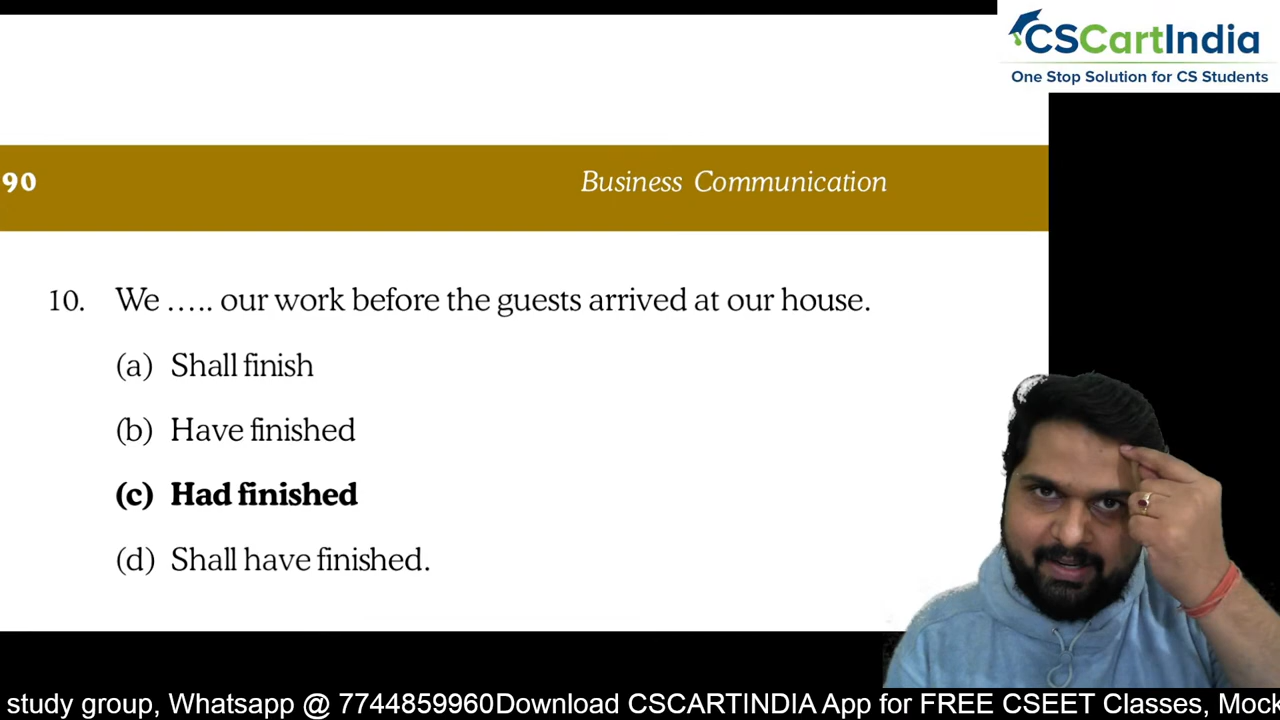 CSCartIndia
One Stop Solution for CS Students
90 Business Communication
10. We ..... our work before the guests arrived at our house.
(a) Shall finish
(b) Have finished
(c) Had finished
(d) Shall have finished.
study group, Whatsapp @ 7744859960Download CSCARTINDIA App for FREE CSEET Classes, Mock